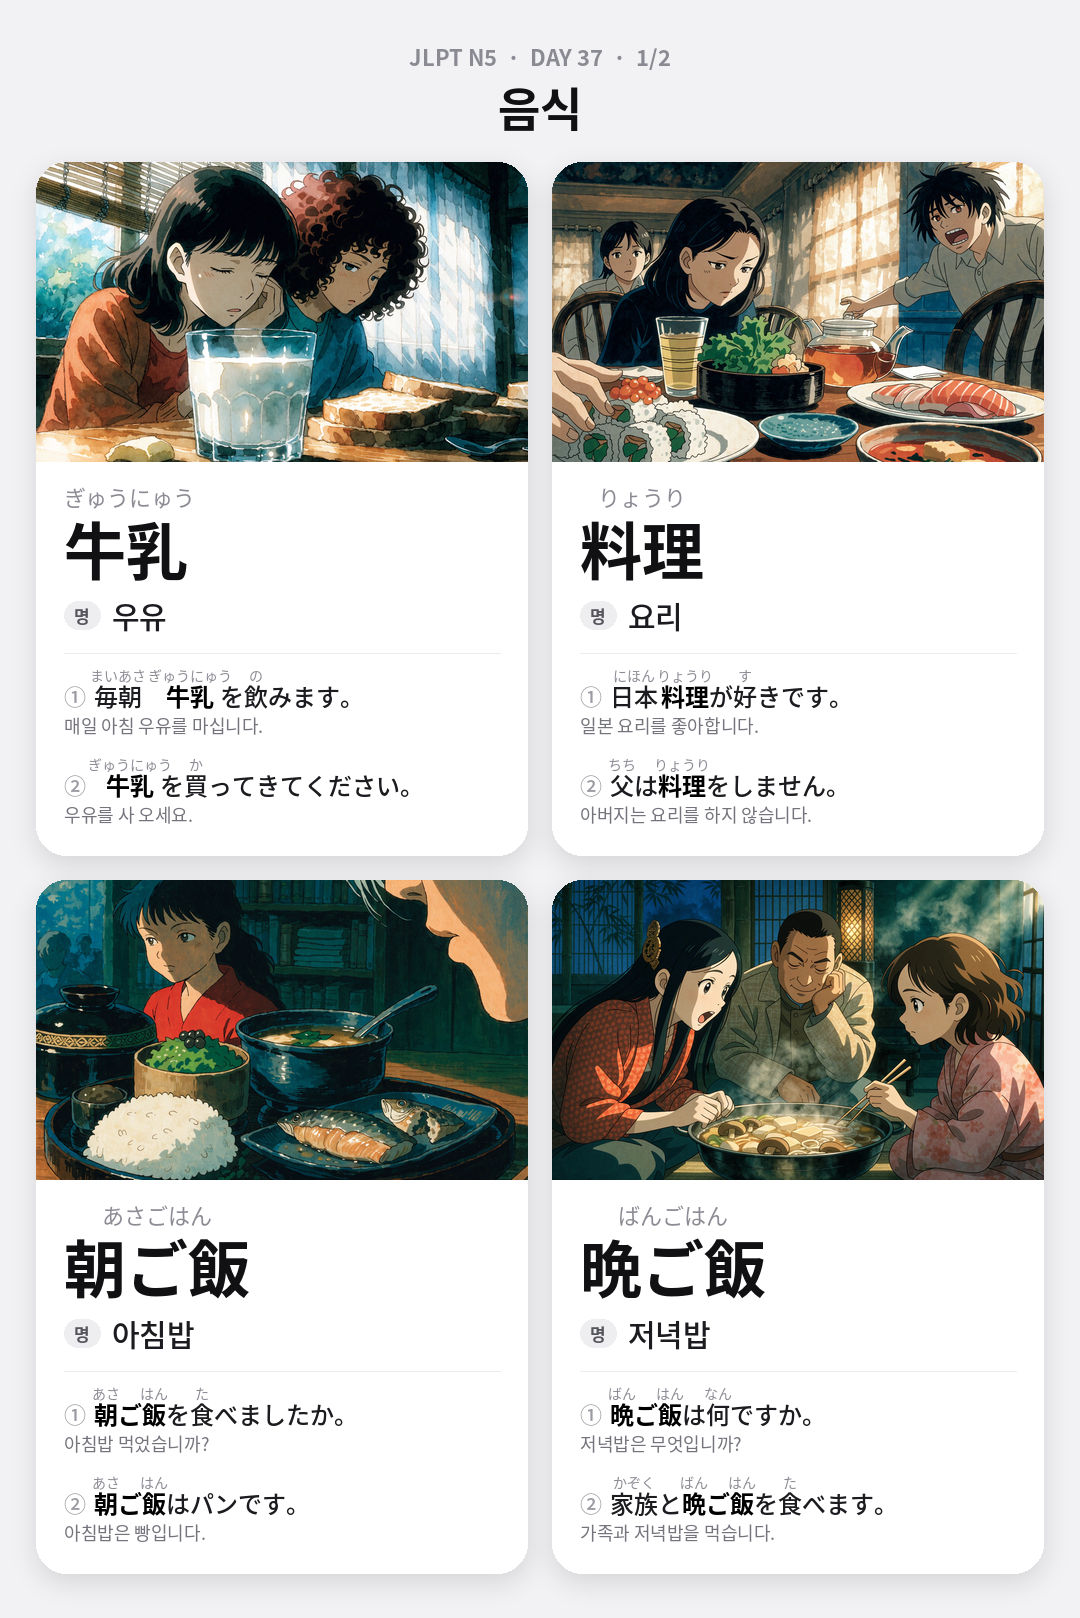 JLPT N5 · DAY 37 · 1/2
음식
ぎゅうにゅう
牛乳
명 우유
まいあさ ぎゅうにゅう の
① 毎朝 牛乳を飲みます。
매일 아침 우유를 마십니다.
ぎゅうにゅう か
② 牛乳を買ってきてください。
우유를 사 오세요.
りょうり
料理
명 요리
にほん りょうり す
① 日本料理が好きです。
일본 요리를 좋아합니다.
ちち りょうり
② 父は料理をしません。
아버지는 요리를 하지 않습니다.
あさごはん
朝ご飯
명 아침밥
あさ はん た
① 朝ご飯を食べましたか。
아침밥 먹었습니까?
あさ はん
② 朝ご飯はパンです。
아침밥은 빵입니다.
ばんごはん
晩ご飯
명 저녁밥
ばん はん なん
① 晩ご飯は何ですか。
저녁밥은 무엇입니까?
かぞく ばん はん た
② 家族と晩ご飯を食べます。
가족과 저녁밥을 먹습니다.